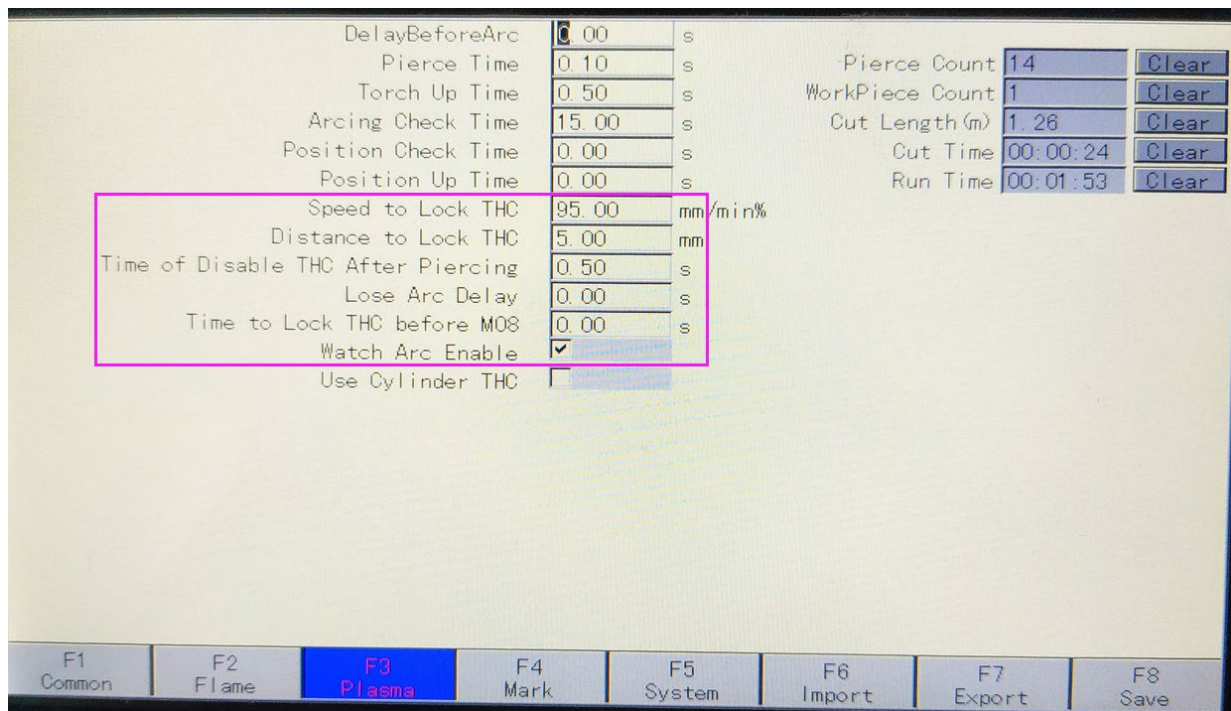 DelayBeforeArc 0.00 s
Pierce Time 0.10 s Pierce Count 14 Clear
Torch Up Time 0.50 s WorkPiece Count 1 Clear
Arcing Check Time 15.00 s Cut Length(m) 1.26 Clear
Position Check Time 0.00 s Cut Time 00:00:24 Clear
Position Up Time 0.00 s Run Time 00:01:53 Clear
Speed to Lock THC 95.00 mm/min%
Distance to Lock THC 5.00 mm
Time of Disable THC After Piercing 0.50 s
Lose Arc Delay 0.00 s
Time to Lock THC before M08 0.00 s
Watch Arc Enable
Use Cylinder THC
F1 F2 F3 F4 F5 F6 F7 F8
Common Flame Plasma Mark System Import Export Save